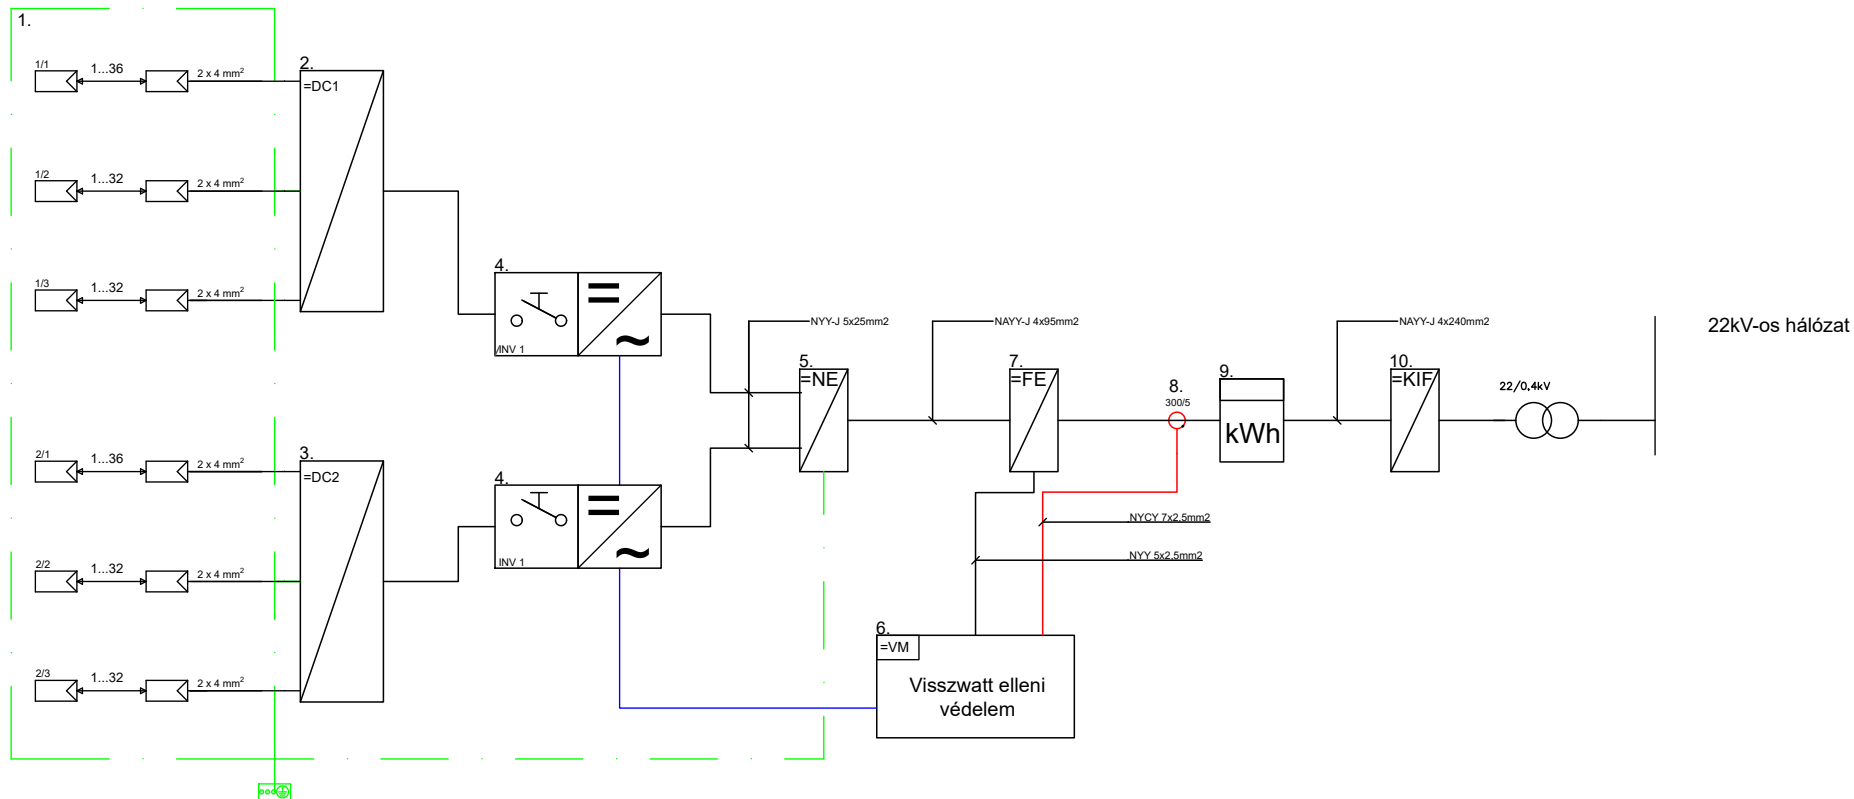 1.
1/1
1...36
2 x 4 mm²
2.
=DC1
1/2
1...32
2 x 4 mm²
1/3
1...32
2 x 4 mm²
4.
/INV 1
NYY-J 5x25mm2
NAYY-J 4x95mm2
NAYY-J 4x240mm2
22kV-os hálózat
5.
=NE
7.
=FE
8.
300/5
9.
kWh
10.
=KIF
22/0,4kV
2/1
1...36
2 x 4 mm²
3.
=DC2
4.
INV 1
NYCY 7x2,5mm2
NYY 5x2,5mm2
2/2
1...32
2 x 4 mm²
6.
=VM
Visszwatt elleni
védelem
2/3
1...32
2 x 4 mm²